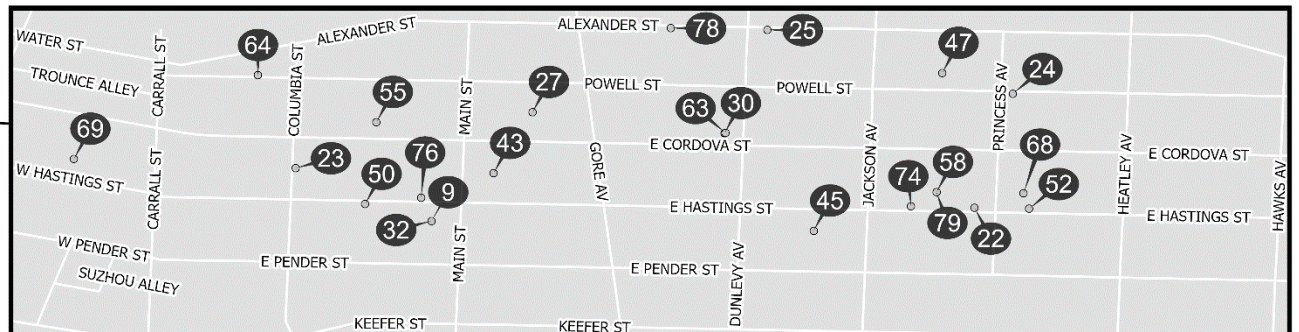 ALEXANDER ST
78
25
WATER ST
ALEXANDER ST
64
COLUMBIA ST
CARRALL ST
47
TROUNCE ALLEY
55
MAIN ST
27
POWELL ST
POWELL ST
24
PRINCESS AV
63
30
69
23
76
43
GORE AV
E CORDOVA ST
JACKSON AV
HEATLEY AV
68
E CORDOVA ST
W HASTINGS ST
CARRALL ST
50
9
32
E HASTINGS ST
45
74
58
79
22
52
E HASTINGS ST
HAWKS AV
W PENDER ST
SUZHOU ALLEY
E PENDER ST
MAIN ST
E PENDER ST
DUNLEVY AV
KEEFER ST
KEEFER ST